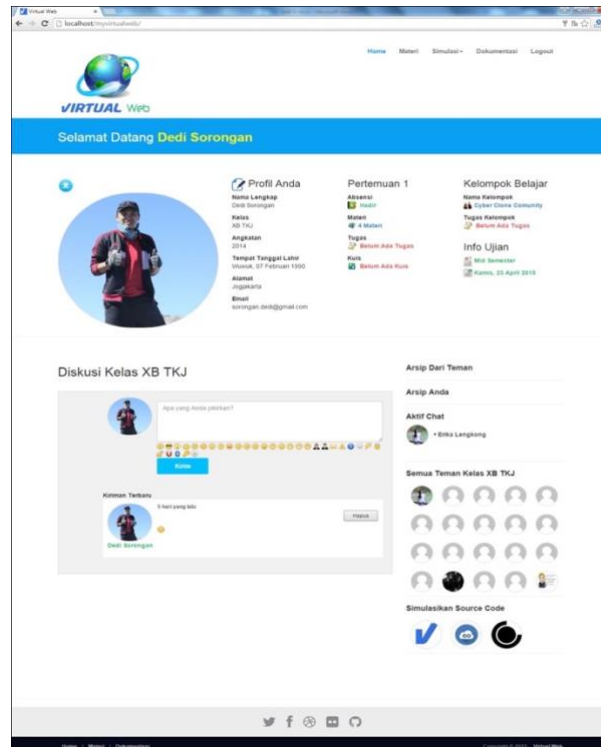 Virtual Web
localhost/myvirtualweb/
Home Materi Simulasi Dokumentasi Logout
VIRTUAL Web
Selamat Datang Dedi Sorongan
Profil Anda
Nama Lengkap
Dedi Sorongan
Kelas
XB TKJ
Angkatan
2014
Tempat Tanggal Lahir
Wuwuk, 07 Februari 1990
Alamat
Jogjakarta
Email
sorongan.dedi@gmail.com
Pertemuan 1
Absensi
Hadir
Materi
4 Materi
Tugas
Belum Ada Tugas
Kuis
Belum Ada Kuis
Kelompok Belajar
Nama Kelompok
Cyber Clone Comunity
Tugas Kelompok
Belum Ada Tugas
Info Ujian
Mid Semester
Kamis, 23 April 2015
Diskusi Kelas XB TKJ
Apa yang Anda pikirkan?
Kirim
Kiriman Terbaru
5 hari yang lalu
Hapus
Dedi Sorongan
Arsip Dari Teman
Arsip Anda
Aktif Chat
• Erika Lengkong
Semua Teman Kelas XB TKJ
Simulasikan Source Code
Home | Materi | Dokumentasi
Copyright © 2015 Virtual Web